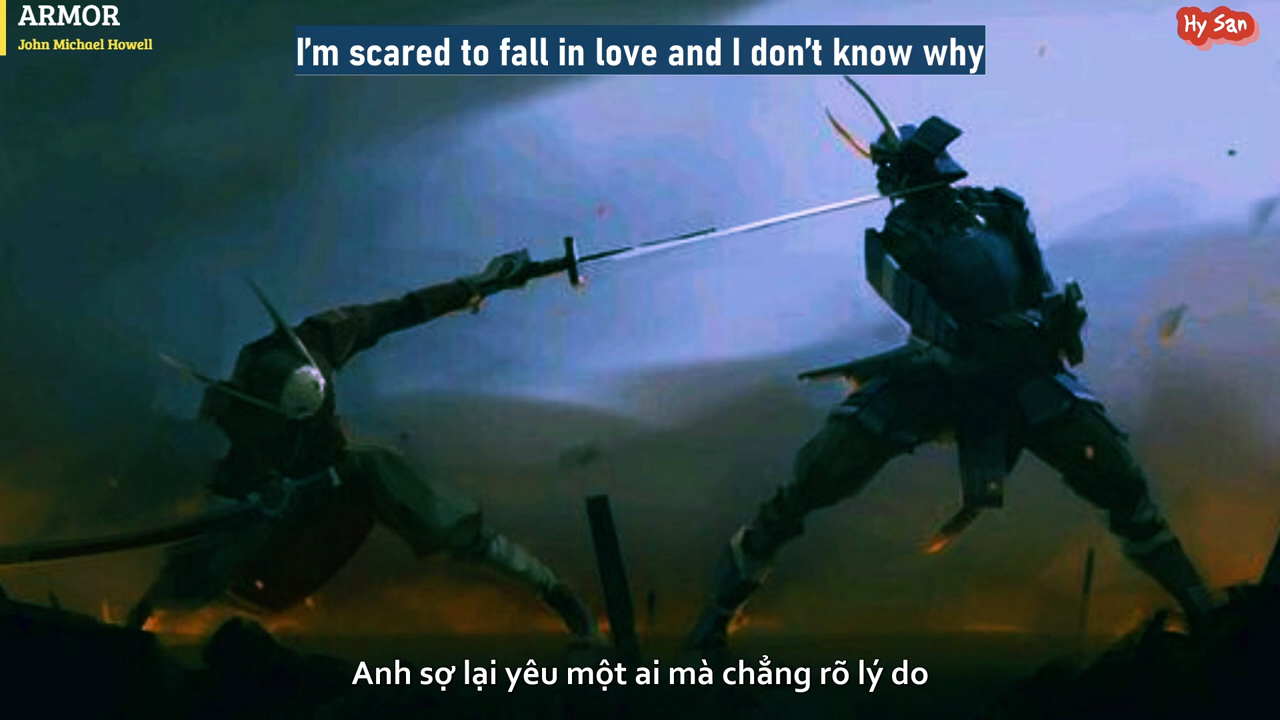 ARMOR
John Michael Howell
Hy San
I'm scared to fall in love and I don't know why
Anh sợ lại yêu một ai mà chẳng rõ lý do